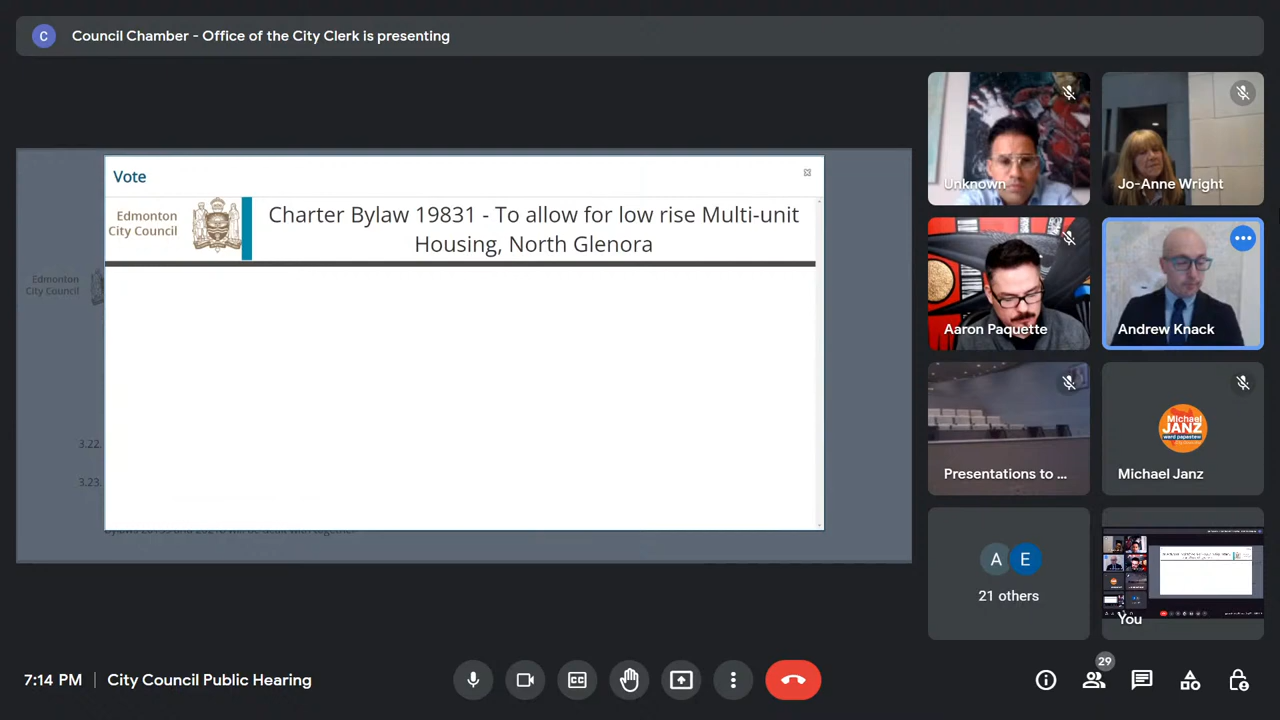 C
Council Chamber - Office of the City Clerk is presenting
Vote
Edmonton
City Council
Charter Bylaw 19831 - To allow for low rise Multi-unit
Housing, North Glenora
Edmonton
City Council
3.22.
3.23.
Unknown
Jo-Anne Wright
Aaron Paquette
Andrew Knack
Presentations to ...
Michael
JANZ
ward papastew
Michael Janz
A
E
21 others
You
7:14 PM
City Council Public Hearing
29